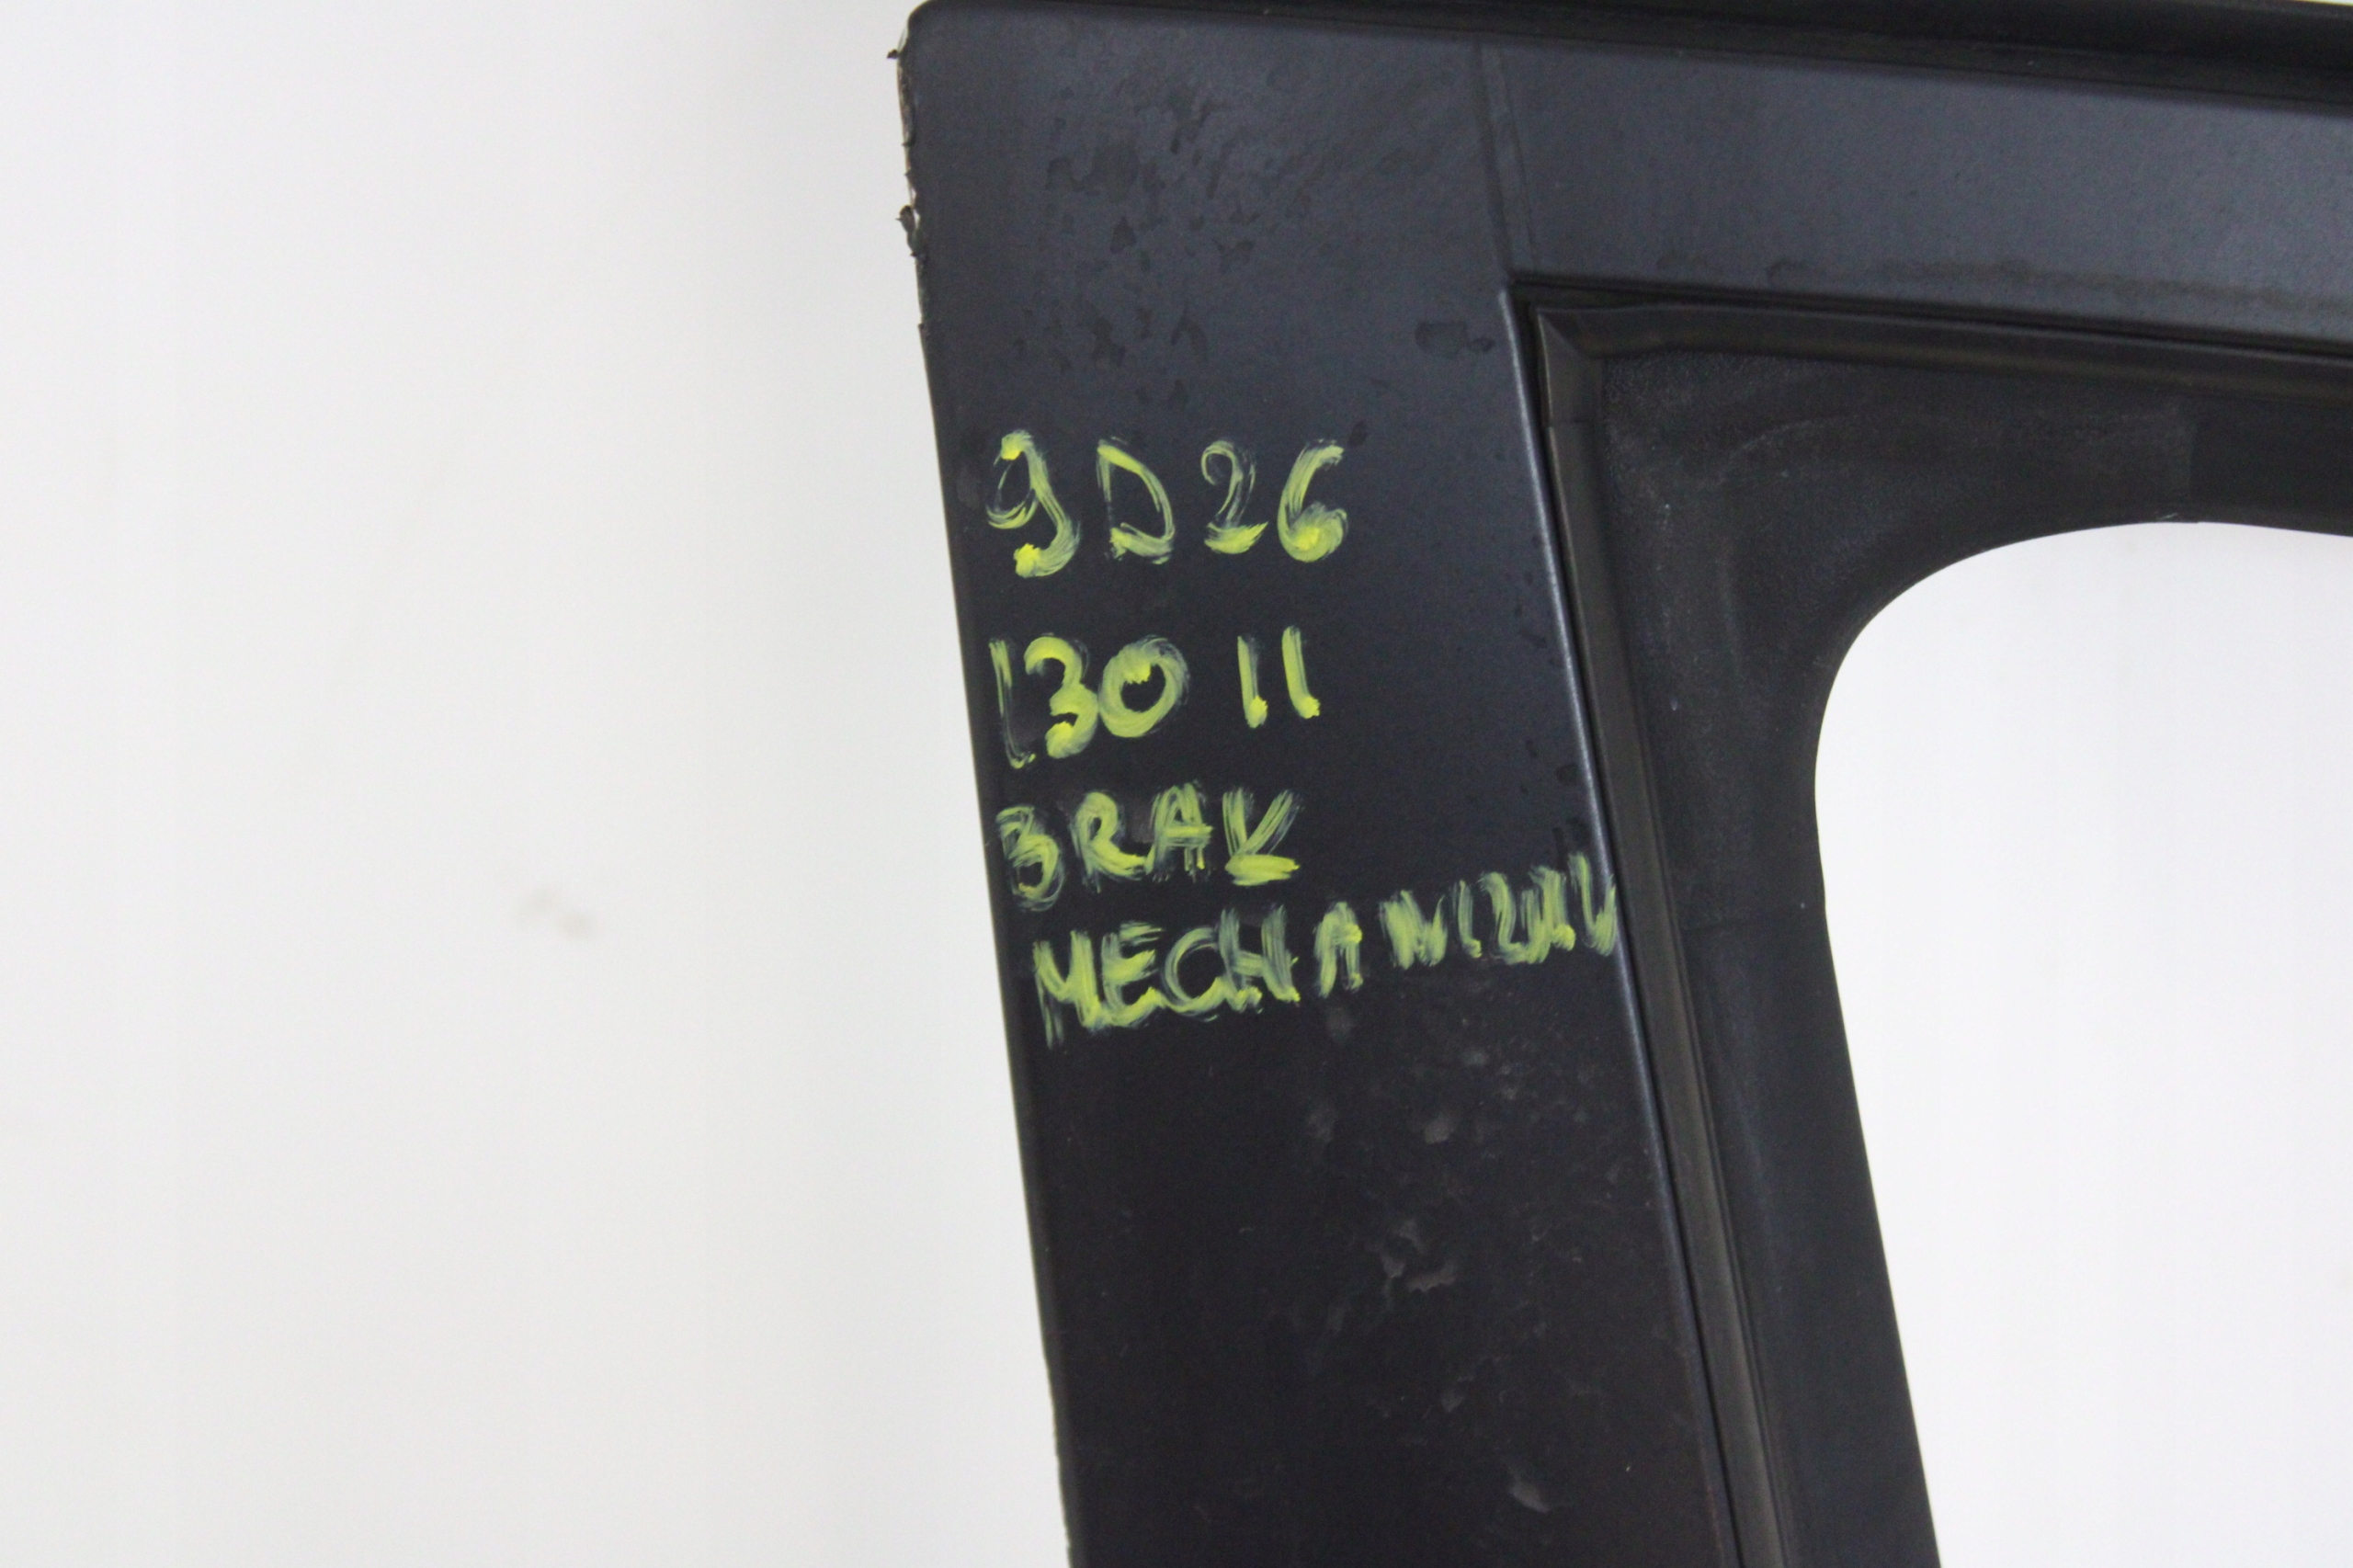 9D26
130 11
BRAK
MECHANIZMU